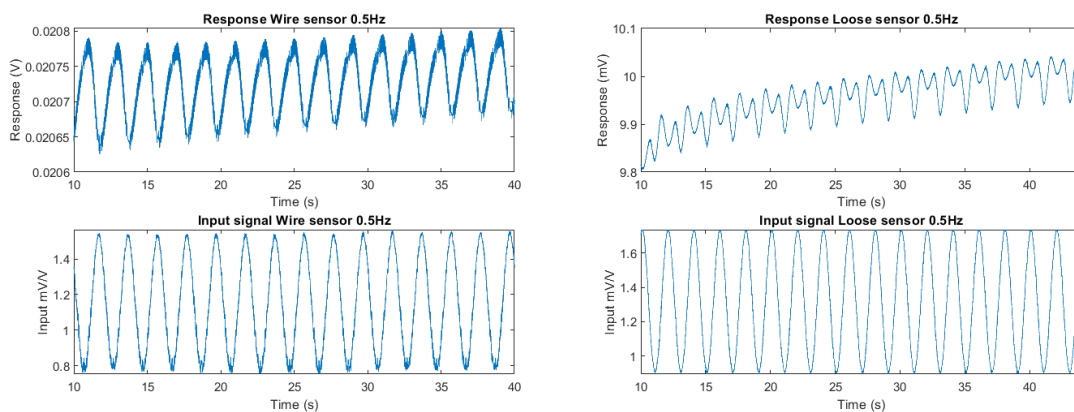 Response Wire sensor 0.5Hz
0.0208
0.02075
0.0207
0.02065
0.0206
Response (V)
10 15 20 25 30 35 40
Time (s)
Response Loose sensor 0.5Hz
10.1
10
9.9
9.8
Response (mV)
10 15 20 25 30 35 40
Time (s)
Input signal Wire sensor 0.5Hz
1.4
1.2
1
0.8
Input mV/V
10 15 20 25 30 35 40
Time (s)
Input signal Loose sensor 0.5Hz
1.6
1.4
1.2
1
Input mV/V
10 15 20 25 30 35 40
Time (s)